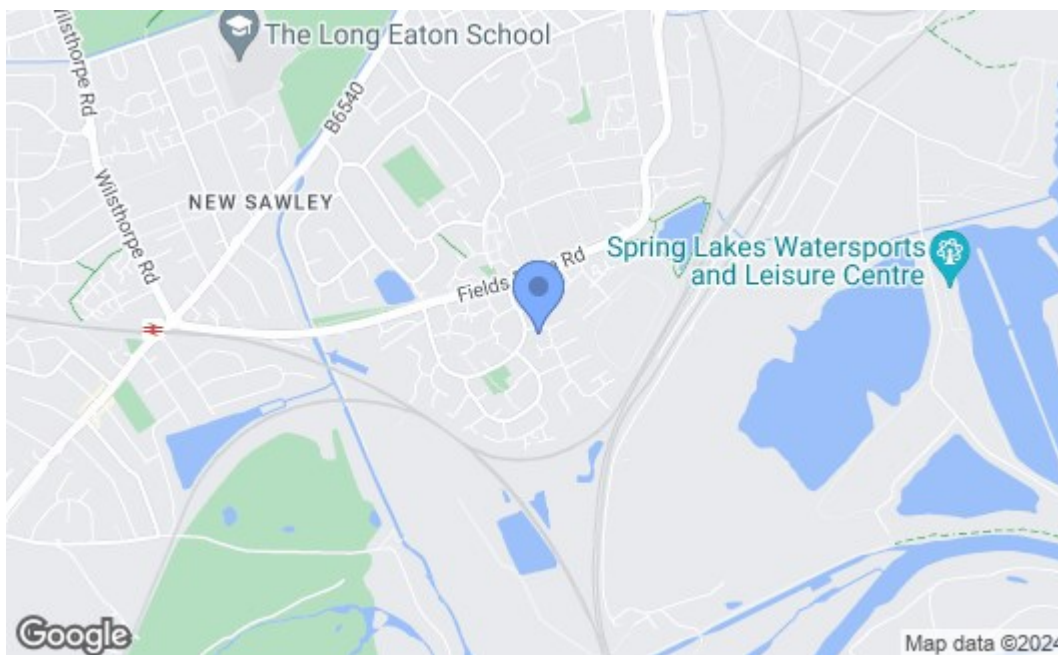 Wilsthorpe Rd
The Long Eaton School
B6540
Wilsthorpe Rd
NEW SAWLEY
Fields
Rd
Spring Lakes Watersports
and Leisure Centre
Google
Map data ©2024